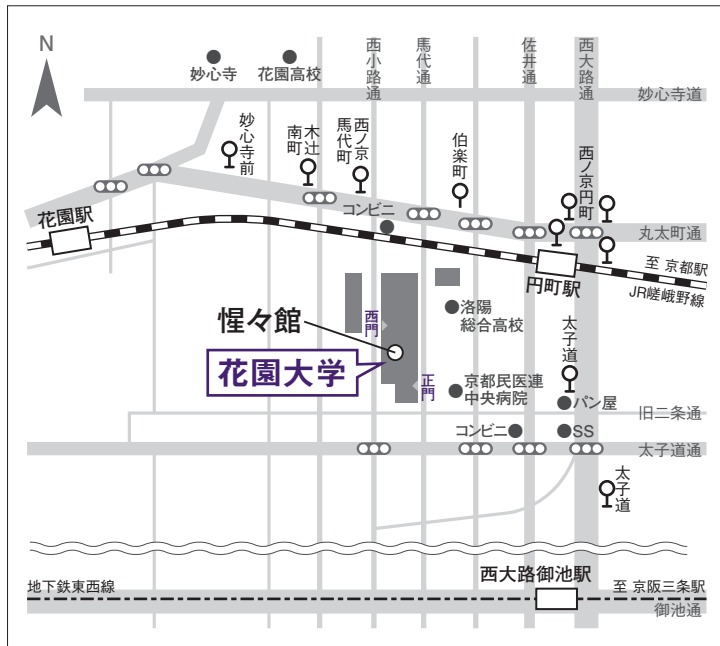 N
妙心寺
花園高校
西小路通
馬代通
佐井通
西大路通
妙心寺道
妙心寺前
木辻
南町
西ノ京
馬代町
伯楽町
西ノ京円町
花園駅
コンビニ
丸太町通
円町駅
至 京都駅
JR嵯峨野線
惺々館
西門
花園大学
正門
洛陽
総合高校
太子道
京都民医連
中央病院
パン屋
旧二条通
コンビニ
SS
太子道通
太子道
西大路御池駅
地下鉄東西線
至 京阪三条駅
御池通